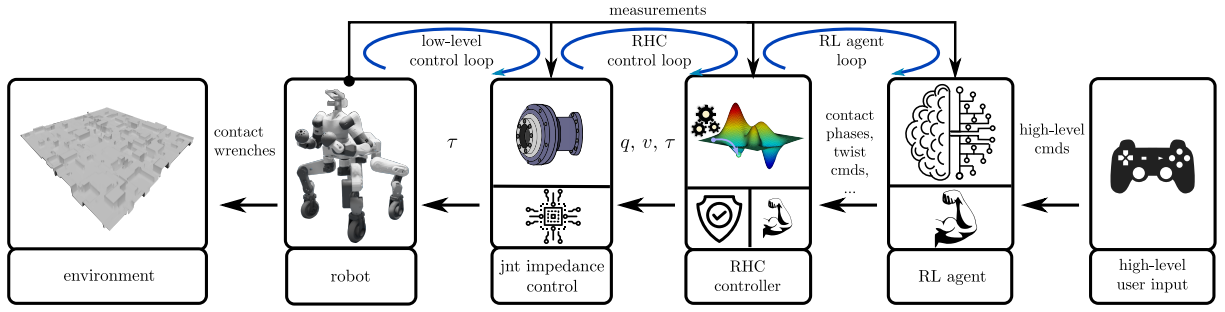 measurements
low-level
control loop
RHC
control loop
RL agent
loop
contact
wrenches
τ
q, v, τ
contact
phases,
twist
cmds,
...
high-level
cmds
environment
robot
jnt impedance
control
RHC
controller
RL agent
high-level
user input